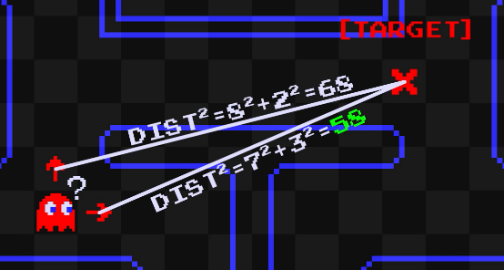 [TARGET]
DIST²=8²+2²=68
DIST²=7²+3²=58
?